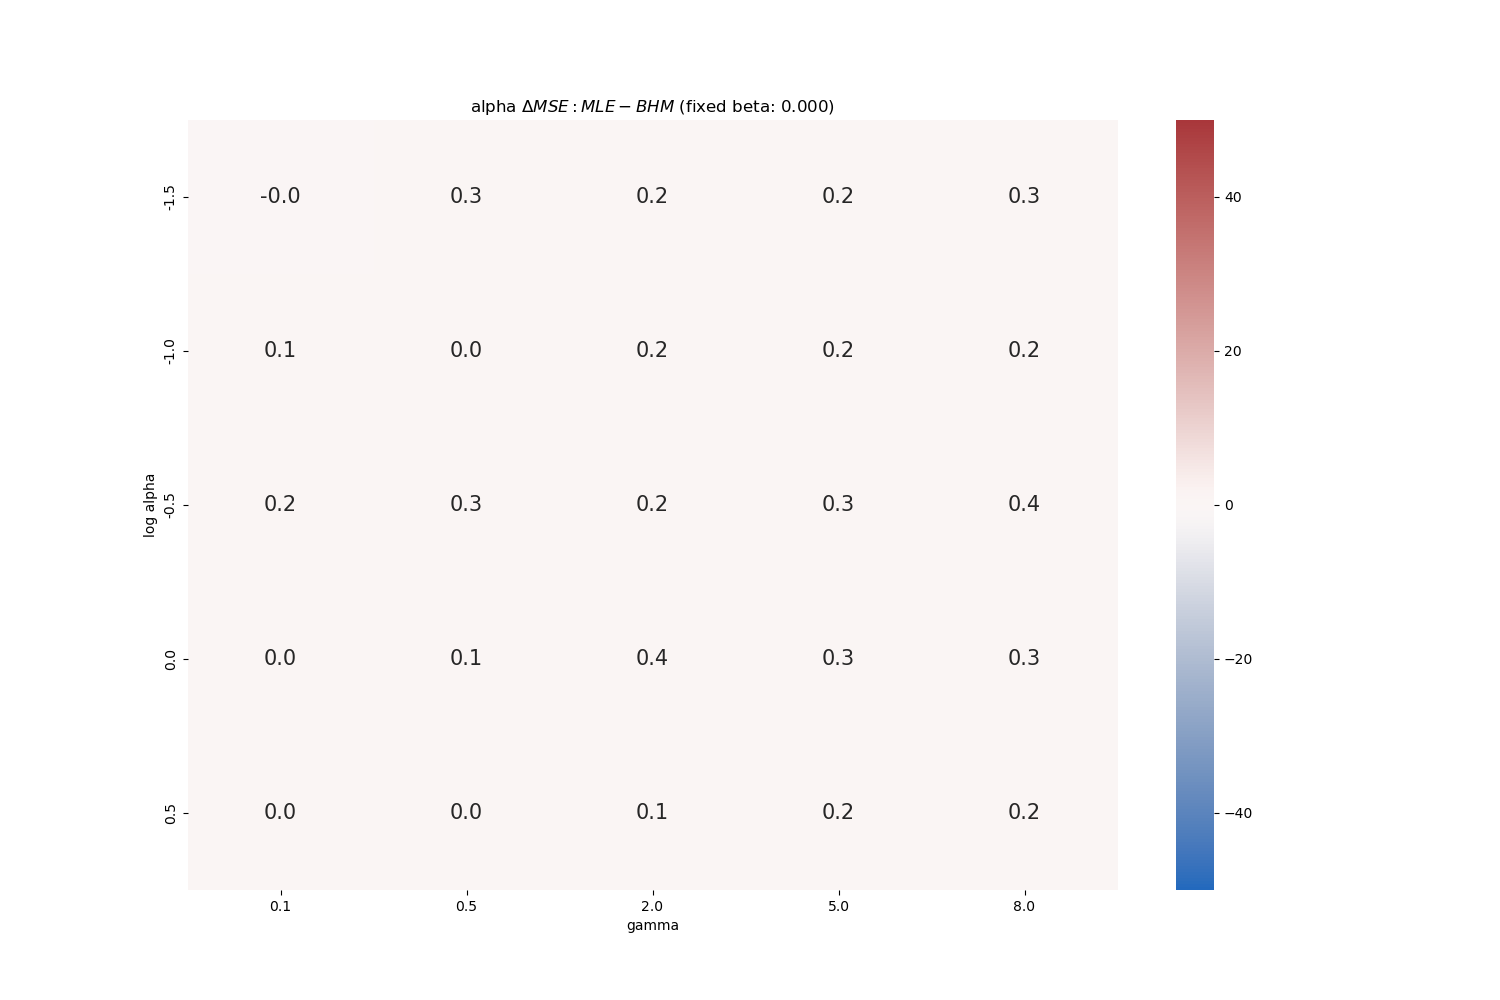 alpha ΔMSE : MLE − BHM (fixed beta: 0.000)
-1.5 -0.0 0.3 0.2 0.2 0.3
-1.0 0.1 0.0 0.2 0.2 0.2
log alpha -0.5 0.2 0.3 0.2 0.3 0.4
0.0 0.0 0.1 0.4 0.3 0.3
0.5 0.0 0.0 0.1 0.2 0.2
0.1 0.5 2.0 5.0 8.0
gamma
40
20
0
−20
−40